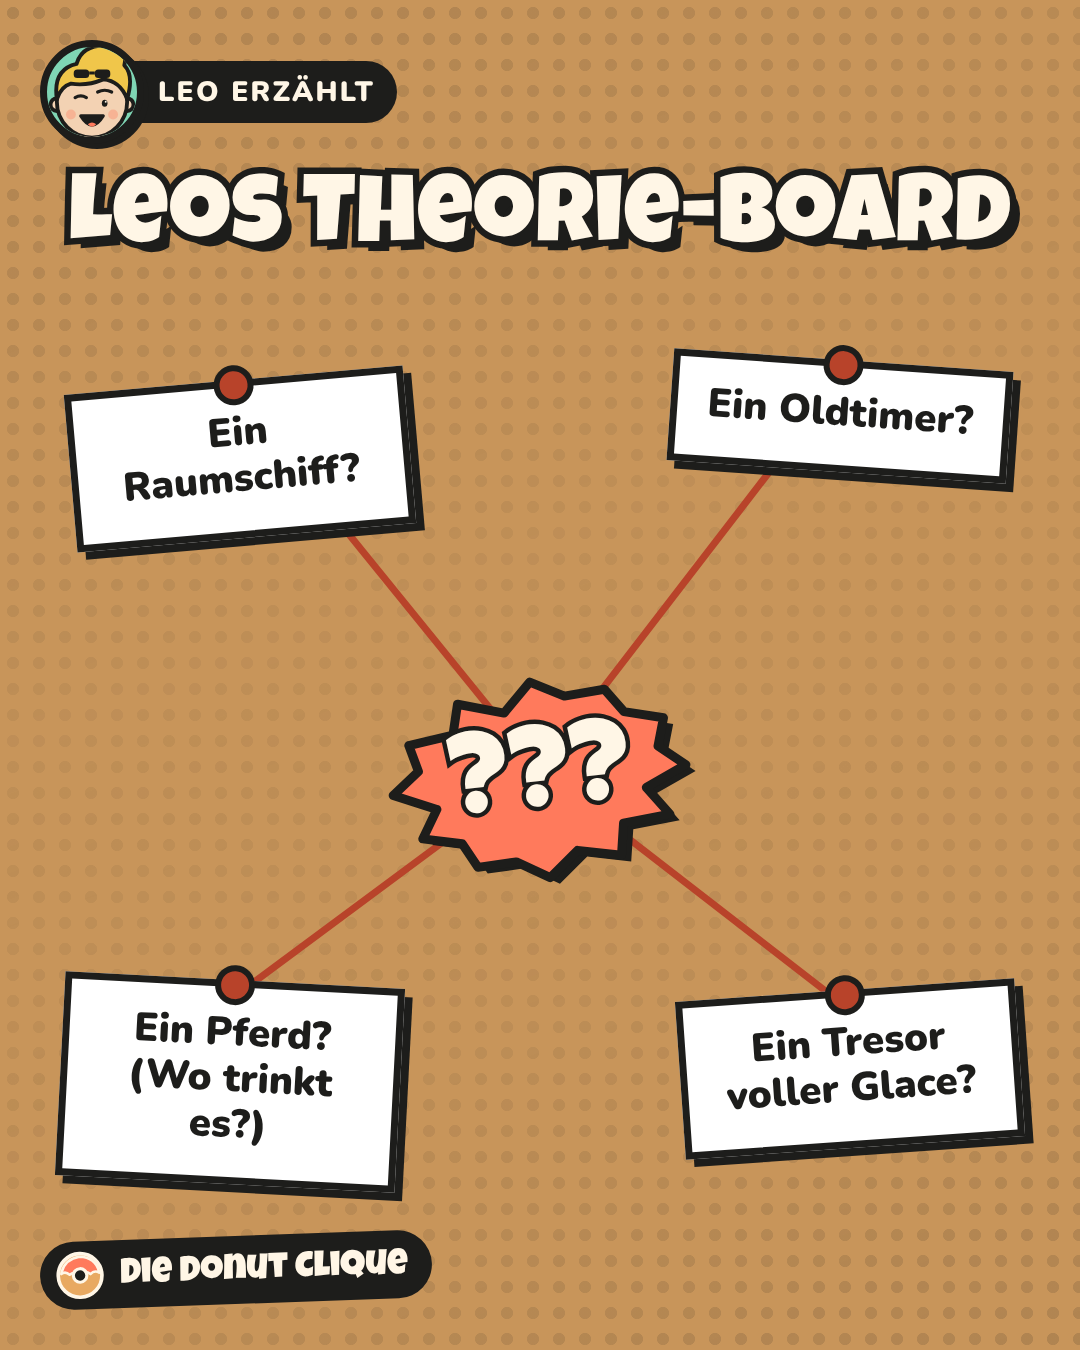 LEO ERZÄHLT
LEOS THEORIE-BOARD
Ein
Raumschiff?
Ein Oldtimer?
???
Ein Pferd?
(Wo trinkt
es?)
Ein Tresor
voller Glace?
DIE DONUT CLIQUE